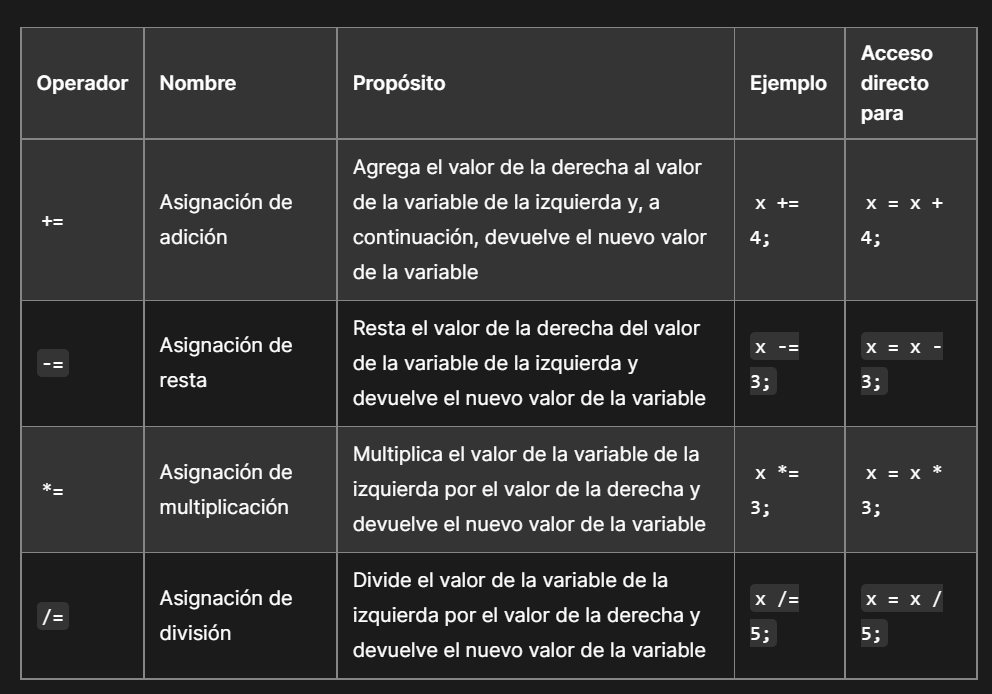 Operador
Nombre
Propósito
Ejemplo
Acceso
directo
para
+=
Asignación de
adición
Agrega el valor de la derecha al valor
de la variable de la izquierda y, a
continuación, devuelve el nuevo valor
de la variable
x +=
4;
x = x +
4;
-=
Asignación de
resta
Resta el valor de la derecha del valor
de la variable de la izquierda y
devuelve el nuevo valor de la variable
x -=
3;
x = x -
3;
*=
Asignación de
multiplicación
Multiplica el valor de la variable de la
izquierda por el valor de la derecha y
devuelve el nuevo valor de la variable
x *=
3;
x = x *
3;
/=
Asignación de
división
Divide el valor de la variable de la
izquierda por el valor de la derecha y
devuelve el nuevo valor de la variable
x /=
5;
x = x /
5;